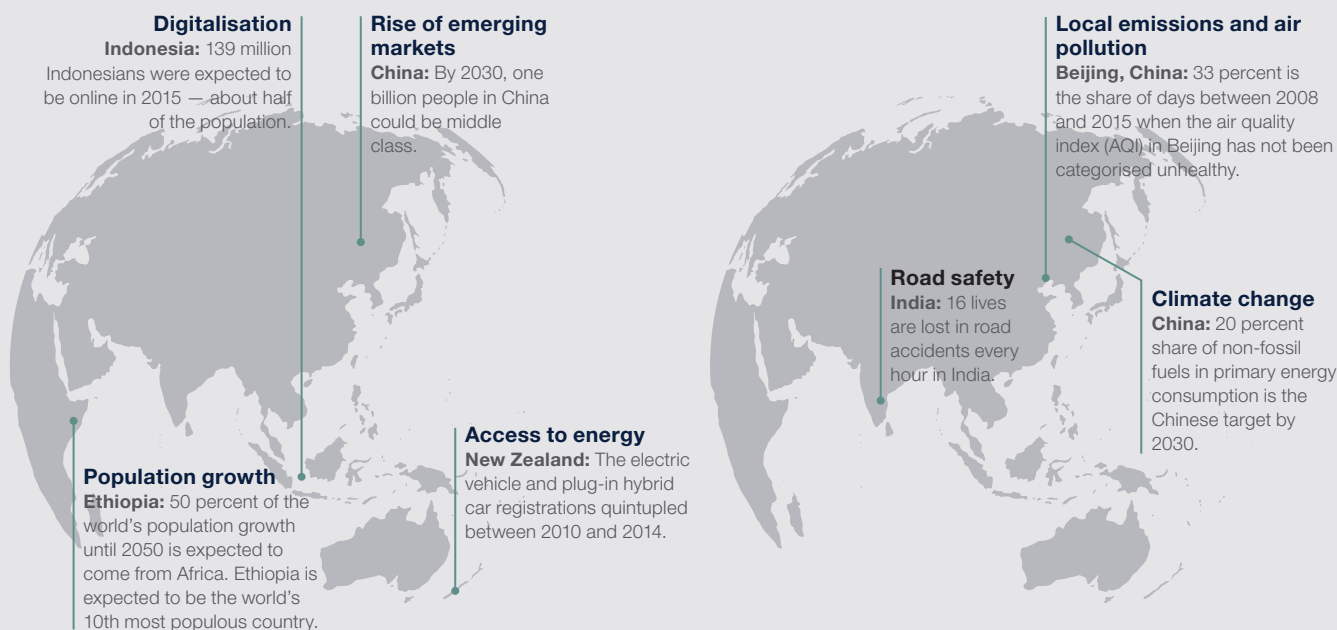 Digitalisation
Indonesia: 139 million
Indonesians were expected to
be online in 2015 — about half
of the population.
Rise of emerging
markets
China: By 2030, one
billion people in China
could be middle
class.
Population growth
Ethiopia: 50 percent of the
world's population growth
until 2050 is expected to
come from Africa. Ethiopia is
expected to be the world's
10th most populous country.
Access to energy
New Zealand: The electric
vehicle and plug-in hybrid
car registrations quintupled
between 2010 and 2014.
Local emissions and air
pollution
Beijing, China: 33 percent is
the share of days between 2008
and 2015 when the air quality
index (AQI) in Beijing has not been
categorised unhealthy.
Road safety
India: 16 lives
are lost in road
accidents every
hour in India.
Climate change
China: 20 percent
share of non-fossil
fuels in primary energy
consumption is the
Chinese target by
2030.